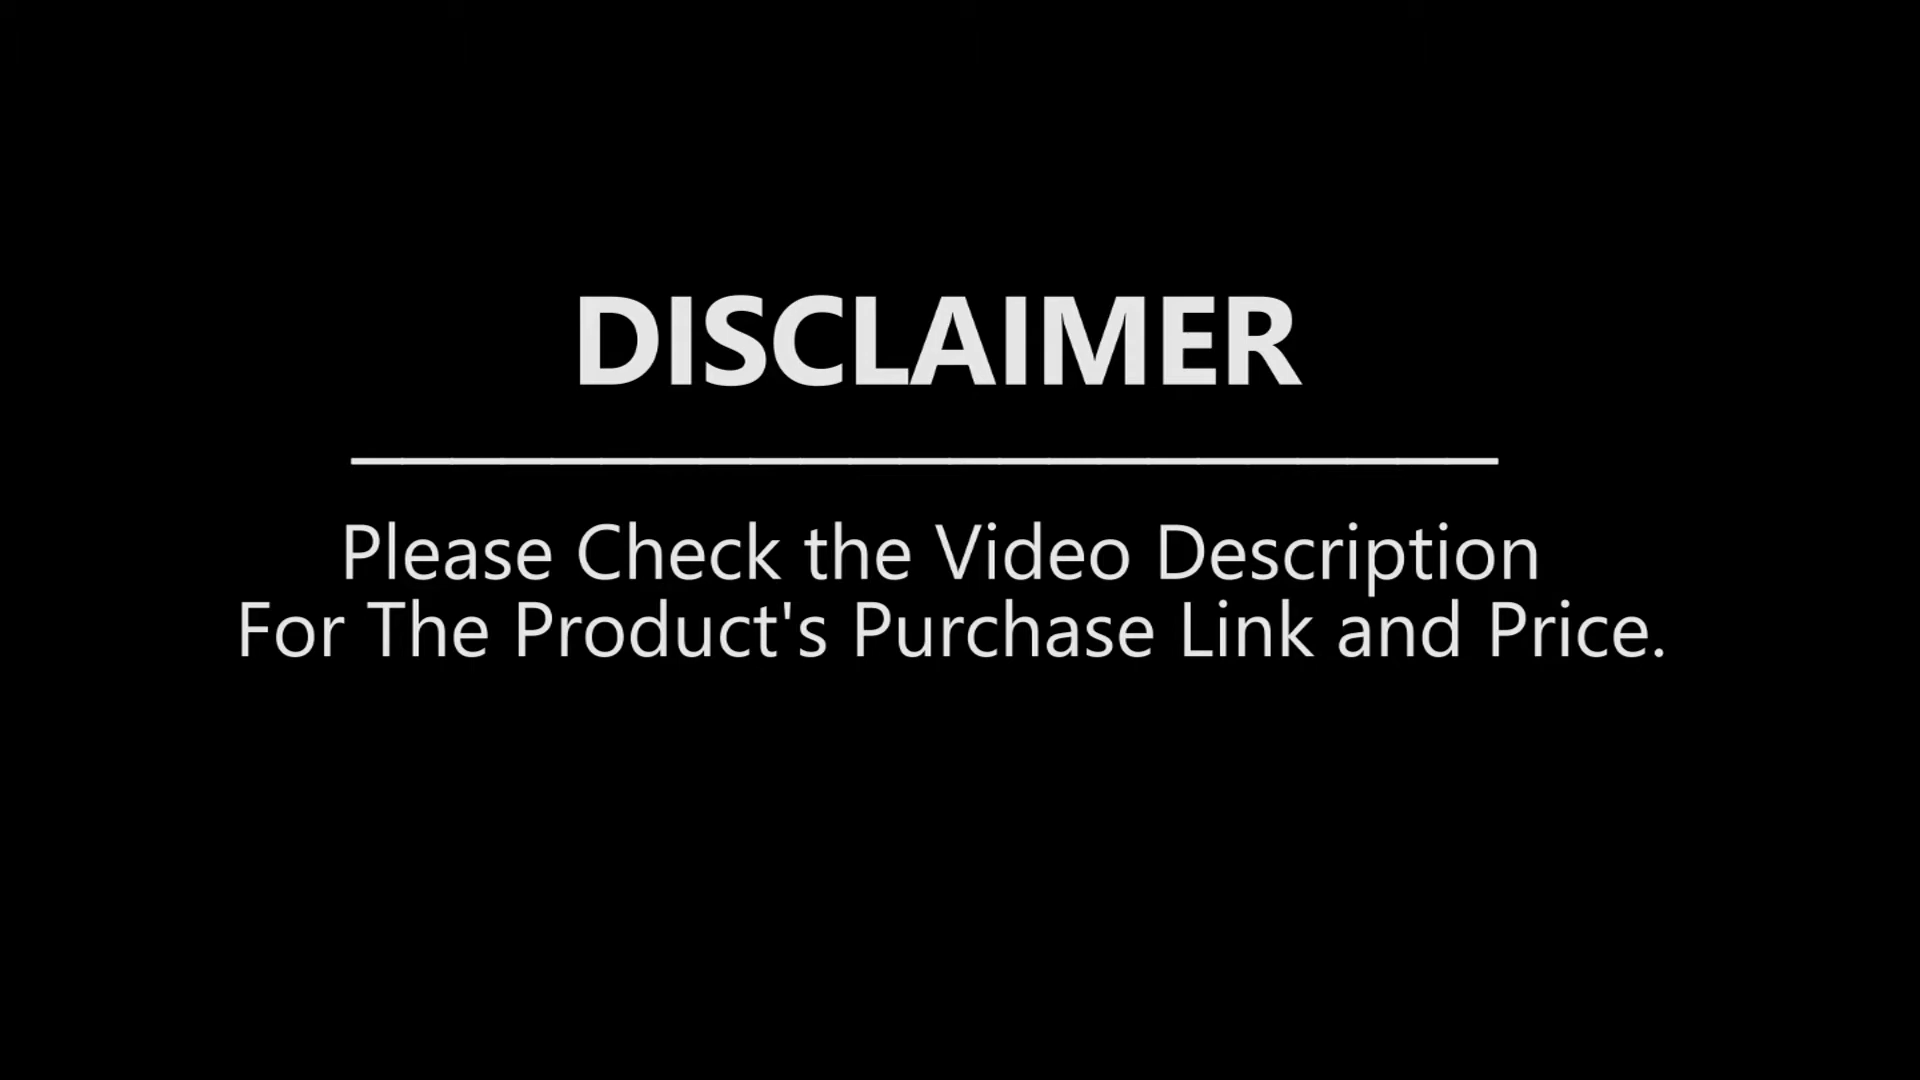 DISCLAIMER
Please Check the Video Description
For The Product's Purchase Link and Price.